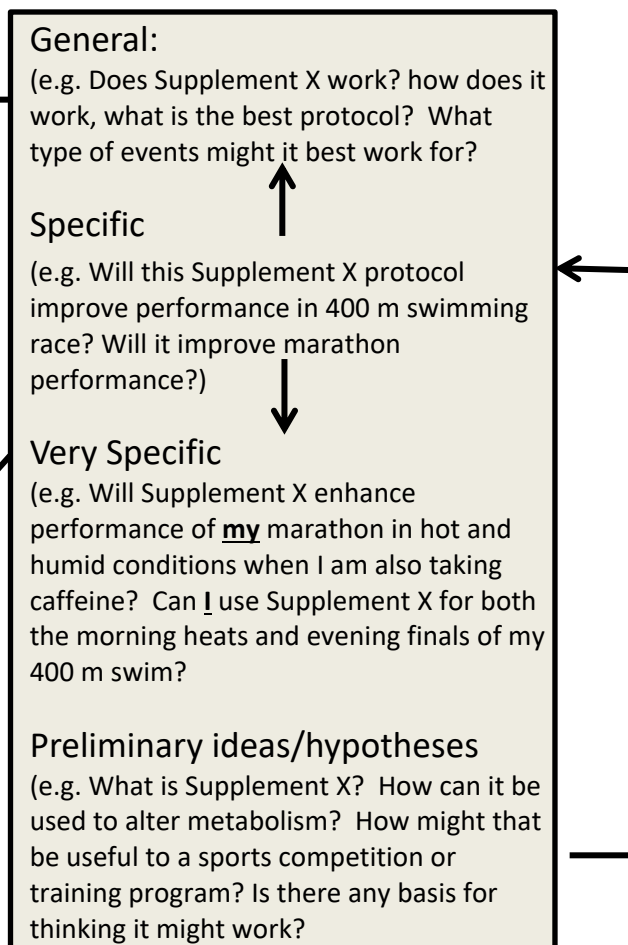 General:
(e.g. Does Supplement X work? how does it
work, what is the best protocol?  What
type of events might it best work for?
Specific
(e.g. Will this Supplement X protocol
improve performance in 400 m swimming
race? Will it improve marathon
performance?)
Very Specific
(e.g. Will Supplement X enhance
performance of my marathon in hot and
humid conditions when I am also taking
caffeine?  Can I use Supplement X for both
the morning heats and evening finals of my
400 m swim?
Preliminary ideas/hypotheses
(e.g. What is Supplement X?  How can it be
used to alter metabolism?  How might that
be useful to a sports competition or
training program? Is there any basis for
thinking it might work?